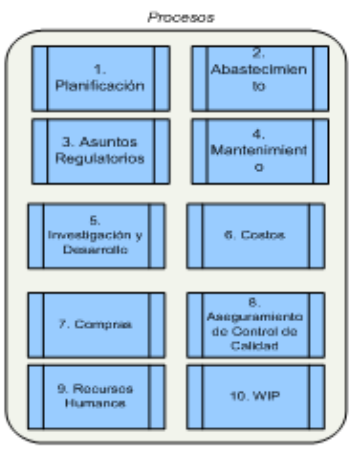 Procesos
1.
Planificación
2.
Abastecimien
to
3. Asuntos
Regulatorios
4.
Mantenimient
o
5.
Investigación y
Desarrollo
6. Costos
7. Compras
8.
Aseguramiento
de Control de
Calidad
9. Recursos
Humanos
10. WIP